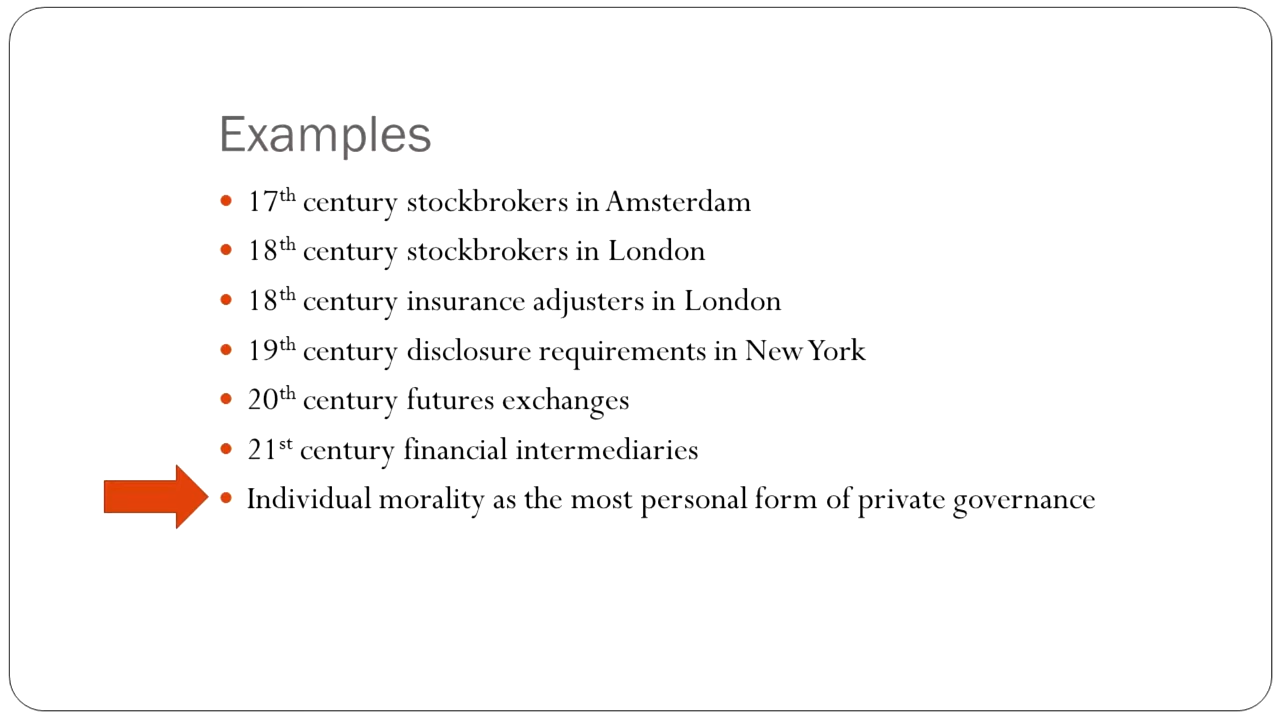 Examples
17th century stockbrokers in Amsterdam
18th century stockbrokers in London
18th century insurance adjusters in London
19th century disclosure requirements in New York
20th century futures exchanges
21st century financial intermediaries
Individual morality as the most personal form of private governance